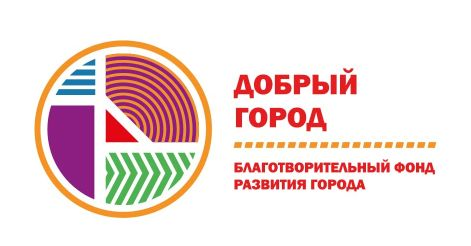 ДОБРЫЙ
ГОРОД
БЛАГОТВОРИТЕЛЬНЫЙ ФОНД
РАЗВИТИЯ ГОРОДА